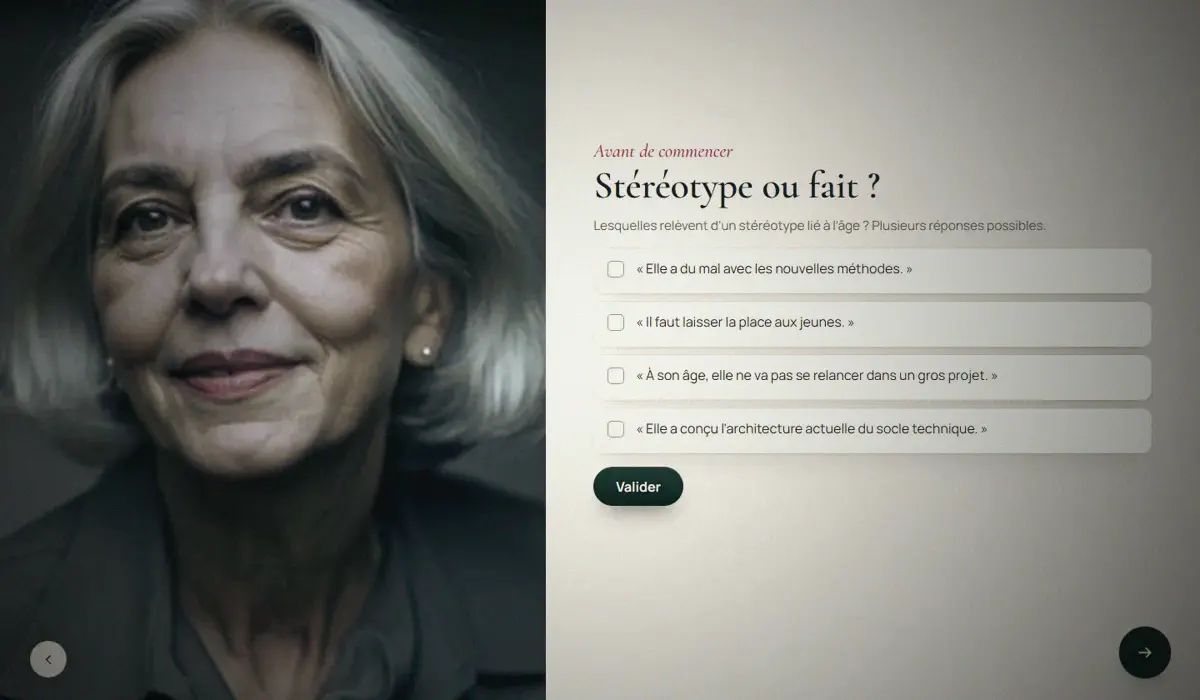 Avant de commencer
Stéréotype ou fait ?
Lesquelles relèvent d'un stéréotype lié à l'âge ? Plusieurs réponses possibles.
« Elle a du mal avec les nouvelles méthodes. »
« Il faut laisser la place aux jeunes. »
« À son âge, elle ne va pas se relancer dans un gros projet. »
« Elle a conçu l'architecture actuelle du socle technique. »
Valider